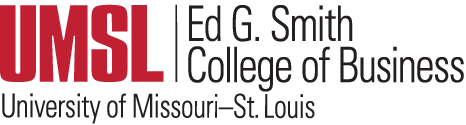 UMSL
Ed G. Smith
College of Business
University of Missouri–St. Louis